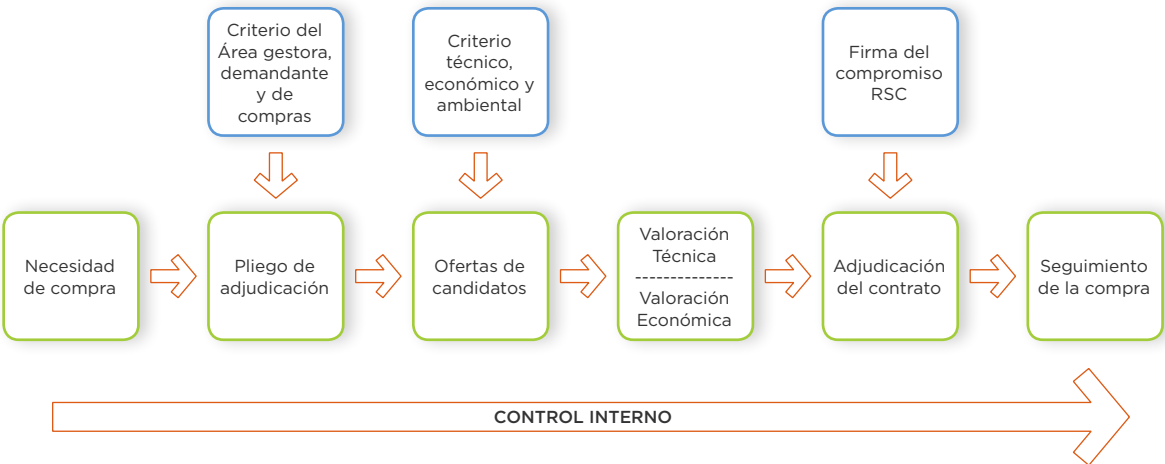 Criterio del
Área gestora,
demandante
y de
compras
Criterio
técnico,
económico y
ambiental
Firma del
compromiso
RSC
Necesidad
de compra
Pliego de
adjudicación
Ofertas de
candidatos
Valoración
Técnica
--------------
Valoración
Económica
Adjudicación
del contrato
Seguimiento
de la compra
CONTROL INTERNO